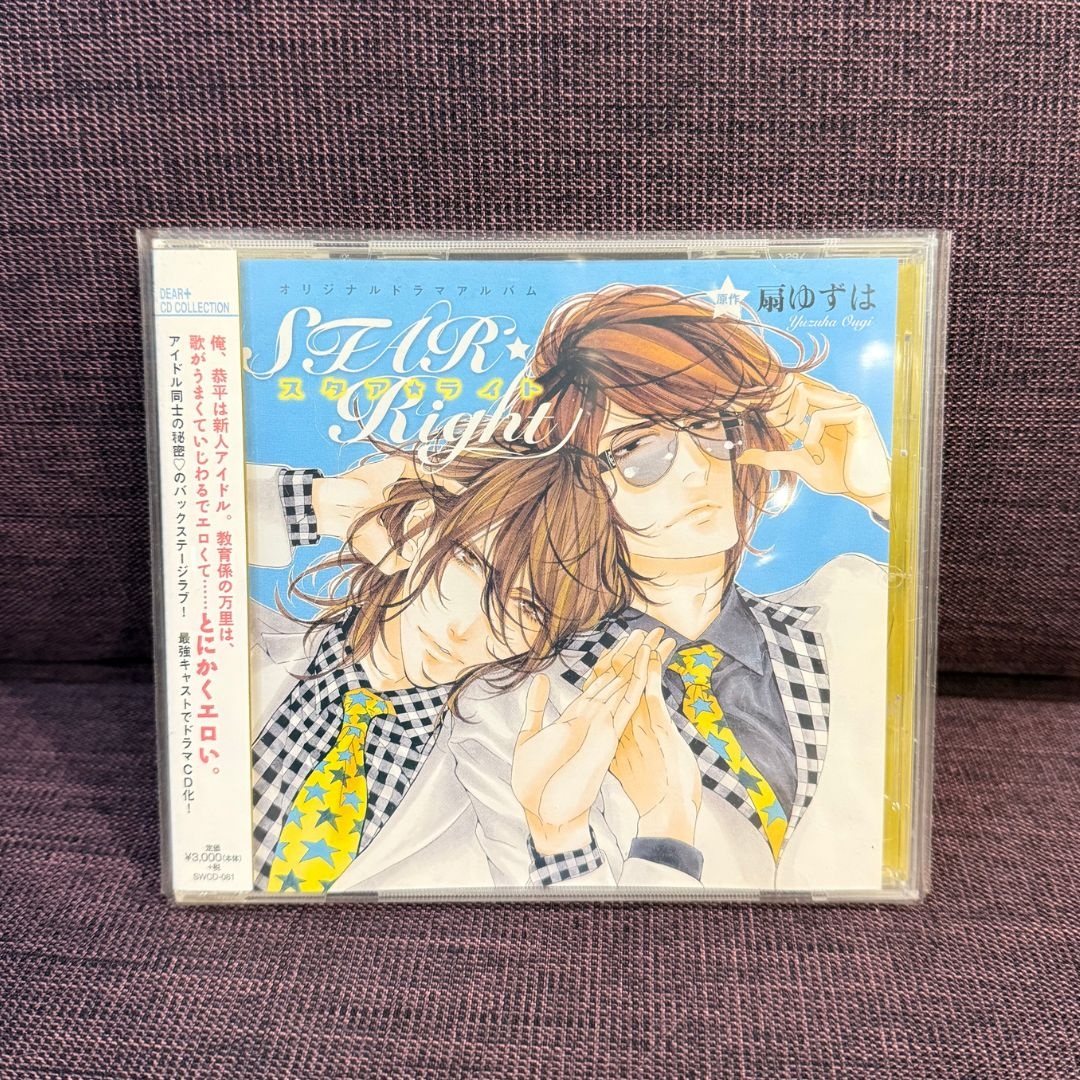 DEAR+
CD COLLECTION
俺、恭平は新人アイドル。教育係の万里は、
歌がうまくていじわるでエロくて……とにかくエロい。
アイドル同士の秘密♡のバックステージラブ！ 最強キャストでドラマCD化！
定価
¥3,000(本体)
+税
SWCD-081
オリジナルドラマアルバム
STAR★
スタア★ライト
Right
原作 扇ゆずは
Yuzuha Ougi